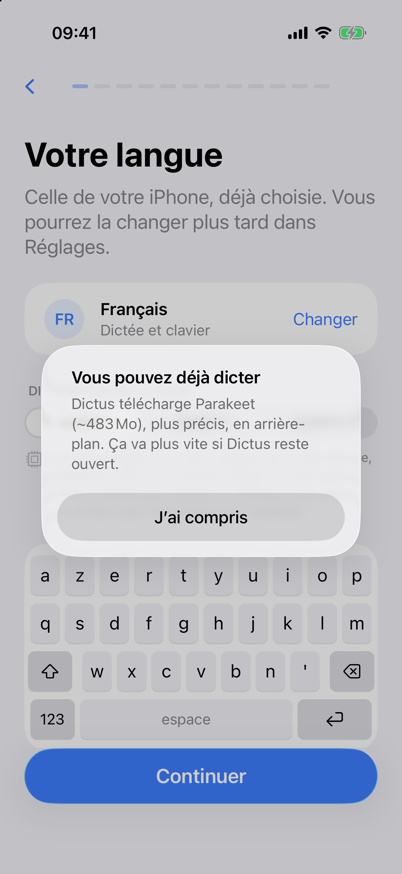 09:41
Votre langue
Celle de votre iPhone, déjà choisie. Vous
pourrez la changer plus tard dans
Réglages.
FR
Français
Dictée et clavier
Changer
Vous pouvez déjà dicter
Dictus télécharge Parakeet
(~483 Mo), plus précis, en arrière-
plan. Ça va plus vite si Dictus reste
ouvert.
J’ai compris
a z e r t y u i o p
q s d f g h j k l m
w x c v b n '
123 espace
Continuer